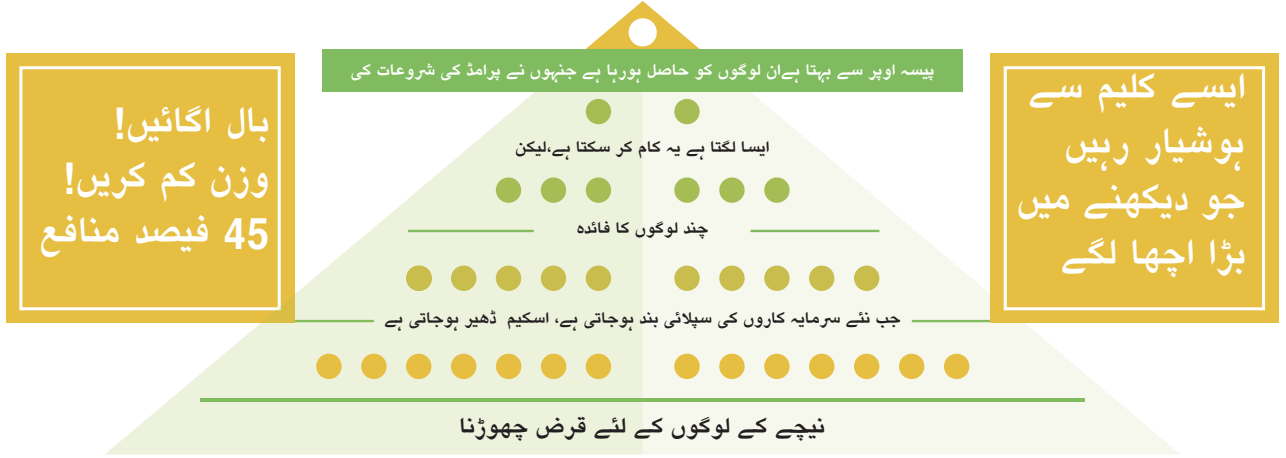 پیسہ اوپر سے بہتا ہےان لوگوں کو حاصل ہورہا ہے جنہوں نے پرامڈ کی شروعات کی
ایسے کلیم سے
ہوشیار رہیں
جو دیکھنے میں
بڑا اچھا لگے
ایسا لگتا ہے یہ کام کر سکتا ہے،لیکن
چند لوگوں کا فائدہ
جب نئے سرمایہ کاروں کی سپلائی بند ہوجاتی ہے، اسکیم ڈھیر ہوجاتی ہے
نیچے کے لوگوں کے لئے قرض چھوڑنا
بال اگائیں!
وزن کم کریں!
45 فیصد منافع